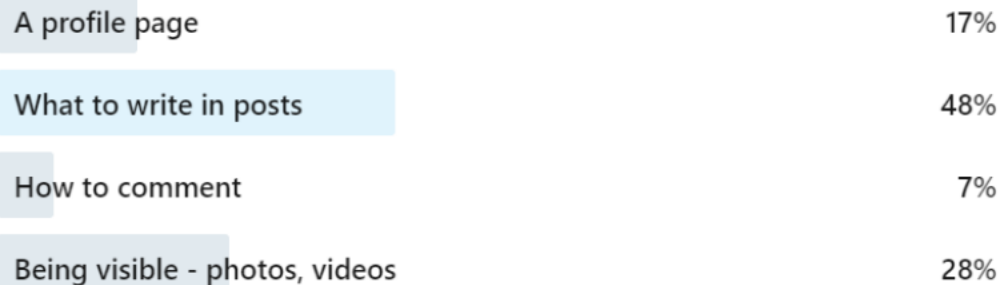 A profile page 17%
What to write in posts 48%
How to comment 7%
Being visible - photos, videos 28%